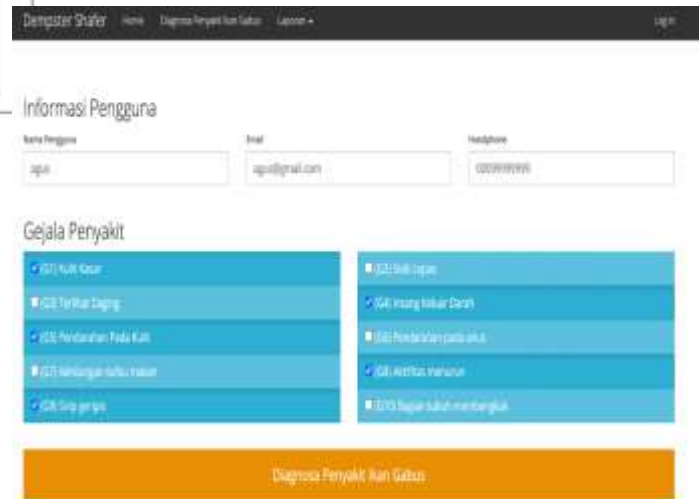 Dempster Shafer Home Diagnosa Penyakit Ikan Gabus Laporan Log In
Informasi Pengguna
Nama Pengguna Email Handphone
agus agus@gmail.com
Gejala Penyakit
(G1) Kulit Kasar (G2) Sisik Lepas
(G3) Terlihat Daging (G4) Insang Keluar Darah
(G5) Pendarahan Pada Kulit (G6) Pendarahan pada anus
(G7) Kehilangan nafsu makan (G8) Aktifitas menurun
(G9) Sirip geripis (G10) Bagian tubuh membengkak
Diagnosa Penyakit Ikan Gabus